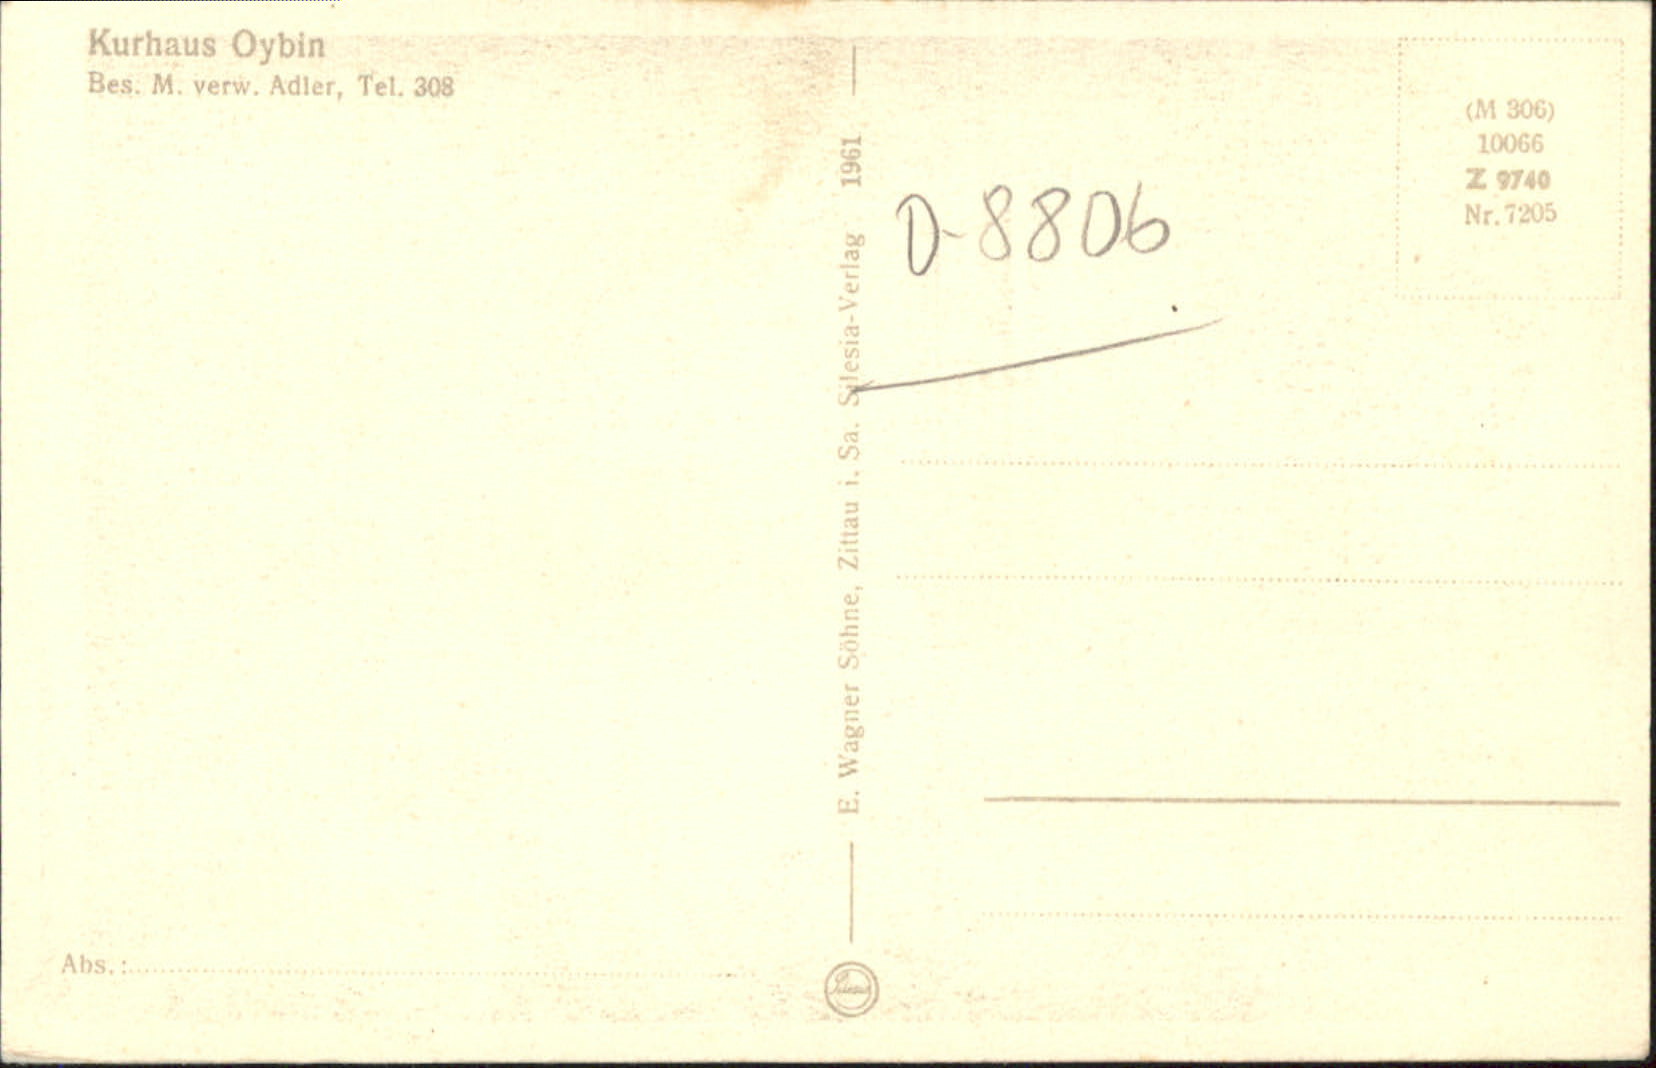 Kurhaus Oybin
Bes. M. verw. Adler, Tel. 308
Abs.:
E. Wagner Söhne, Zittau i. Sa. Silesia-Verlag 1961
D-8806
(M 306)
10066
Z 9740
Nr. 7205